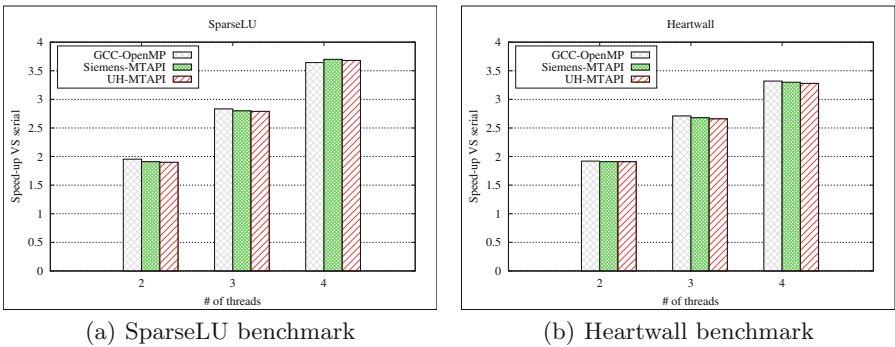 SparseLU
GCC-OpenMP
Siemens-MTAPI
UH-MTAPI
Speed-up VS serial
4
3.5
3
2.5
2
1.5
1
0.5
0
2 3 4
# of threads
(a) SparseLU benchmark
Heartwall
GCC-OpenMP
Siemens-MTAPI
UH-MTAPI
Speed-up VS serial
4
3.5
3
2.5
2
1.5
1
0.5
0
2 3 4
# of threads
(b) Heartwall benchmark